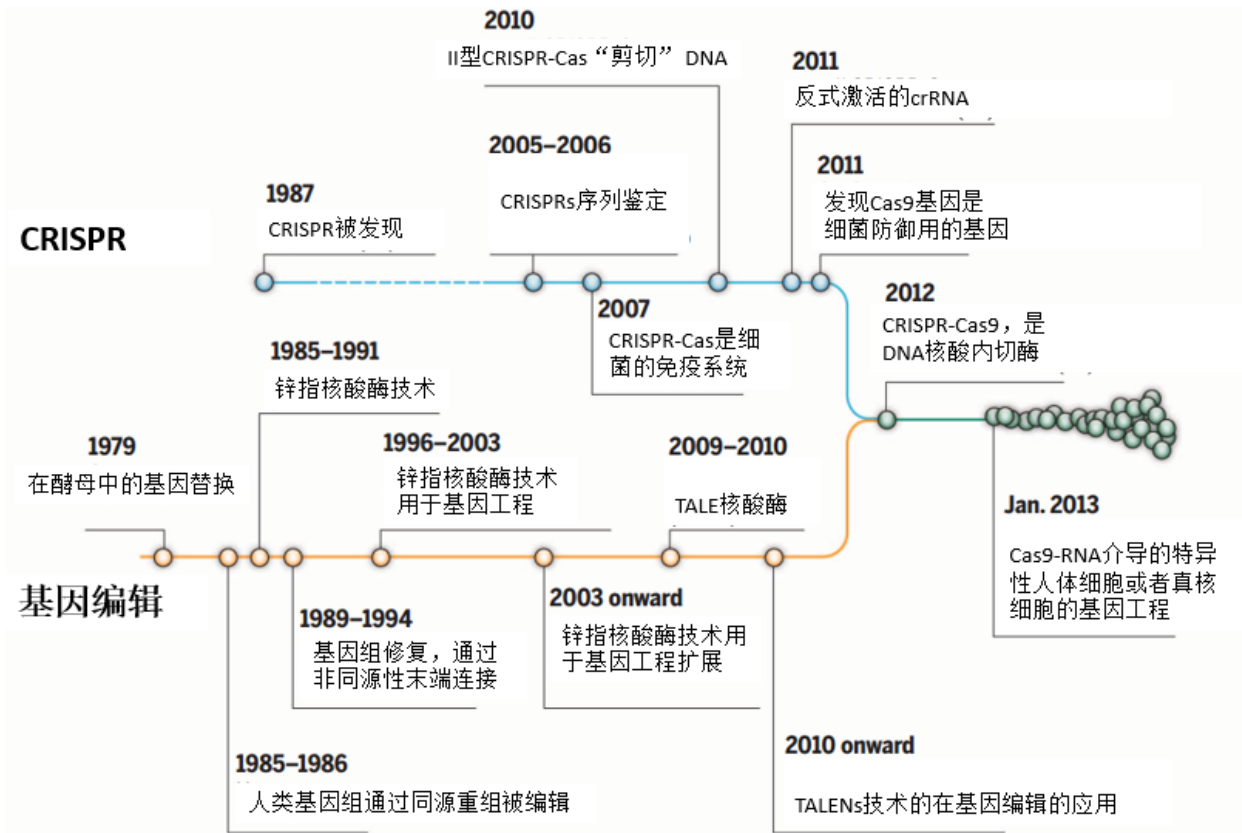 2010
II型CRISPR-Cas“剪切” DNA
2011
反式激活的crRNA
2005–2006
CRISPRs序列鉴定
2011
发现Cas9基因是
细菌防御用的基因
1987
CRISPR被发现
CRISPR
2007
CRISPR-Cas是细
菌的免疫系统
2012
CRISPR-Cas9，是
DNA核酸内切酶
1985–1991
锌指核酸酶技术
1979
在酵母中的基因替换
1996–2003
锌指核酸酶技术
用于基因工程
2009–2010
TALE核酸酶
Jan. 2013
Cas9-RNA介导的特异
性人体细胞或者真核
细胞的基因工程
基因编辑
1989–1994
基因组修复，通过
非同源性末端连接
2003 onward
锌指核酸酶技术用
于基因工程扩展
1985–1986
人类基因组通过同源重组被编辑
2010 onward
TALENs技术的在基因编辑的应用